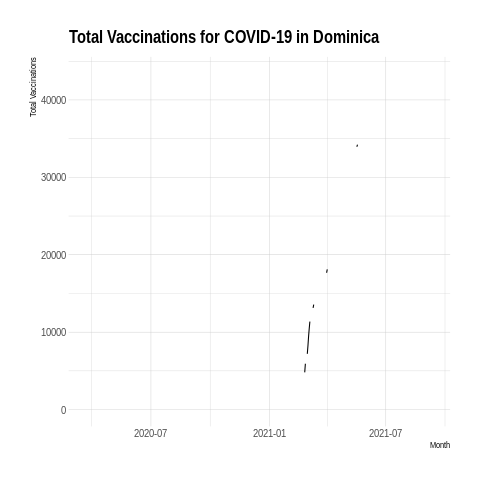 Total Vaccinations for COVID-19 in Dominica
Total Vaccinations
40000
30000
20000
10000
0
2020-07 2021-01 2021-07
Month